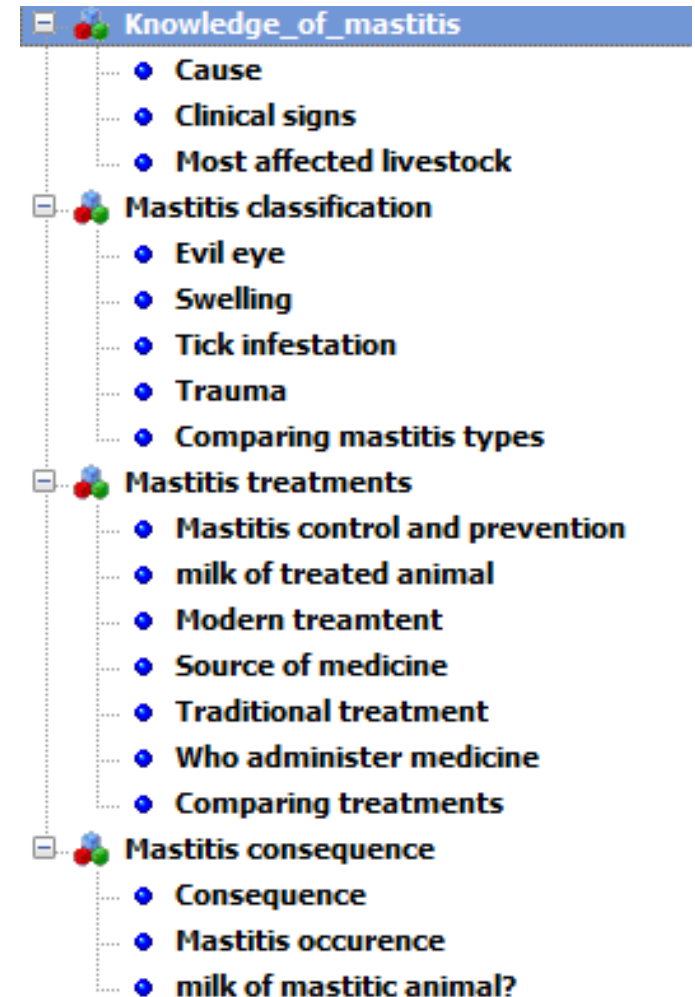 Knowledge_of_mastitis
Cause
Clinical signs
Most affected livestock
Mastitis classification
Evil eye
Swelling
Tick infestation
Trauma
Comparing mastitis types
Mastitis treatments
Mastitis control and prevention
milk of treated animal
Modern treamtent
Source of medicine
Traditional treatment
Who administer medicine
Comparing treatments
Mastitis consequence
Consequence
Mastitis occurence
milk of mastitic animal?